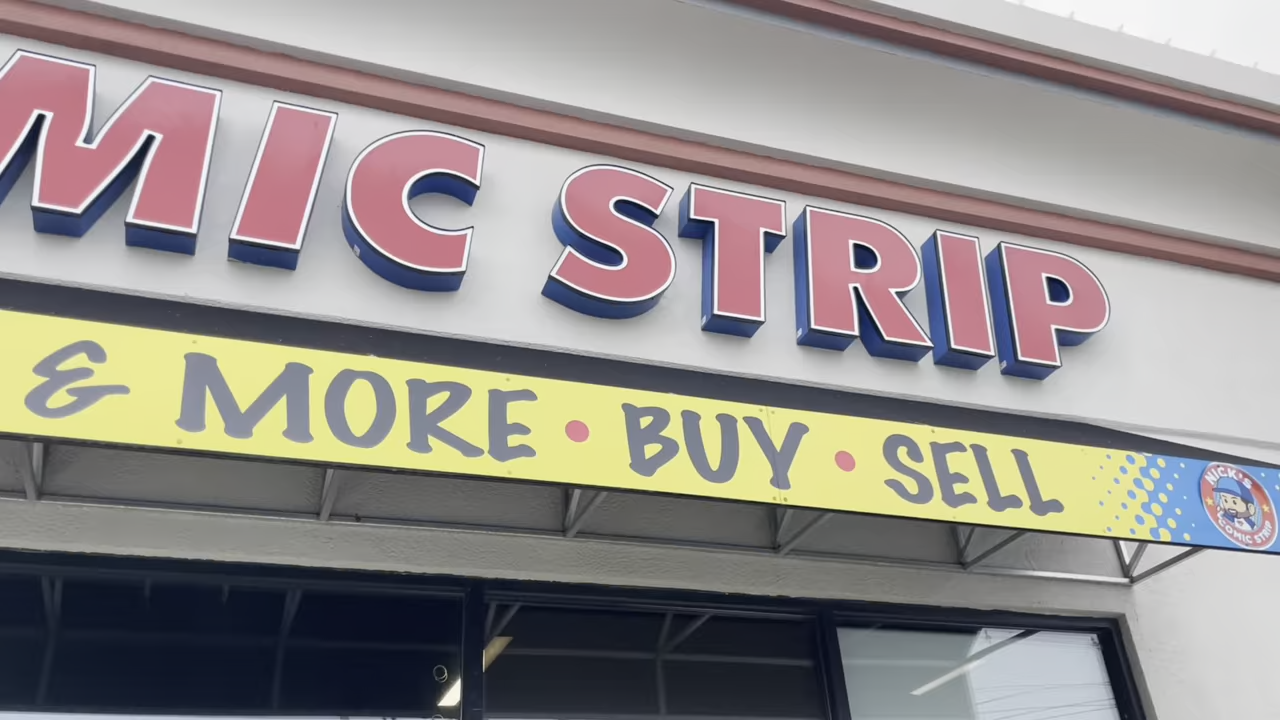 MIC STRIP
& MORE • BUY • SELL
NICK'S
COMIC STRIP